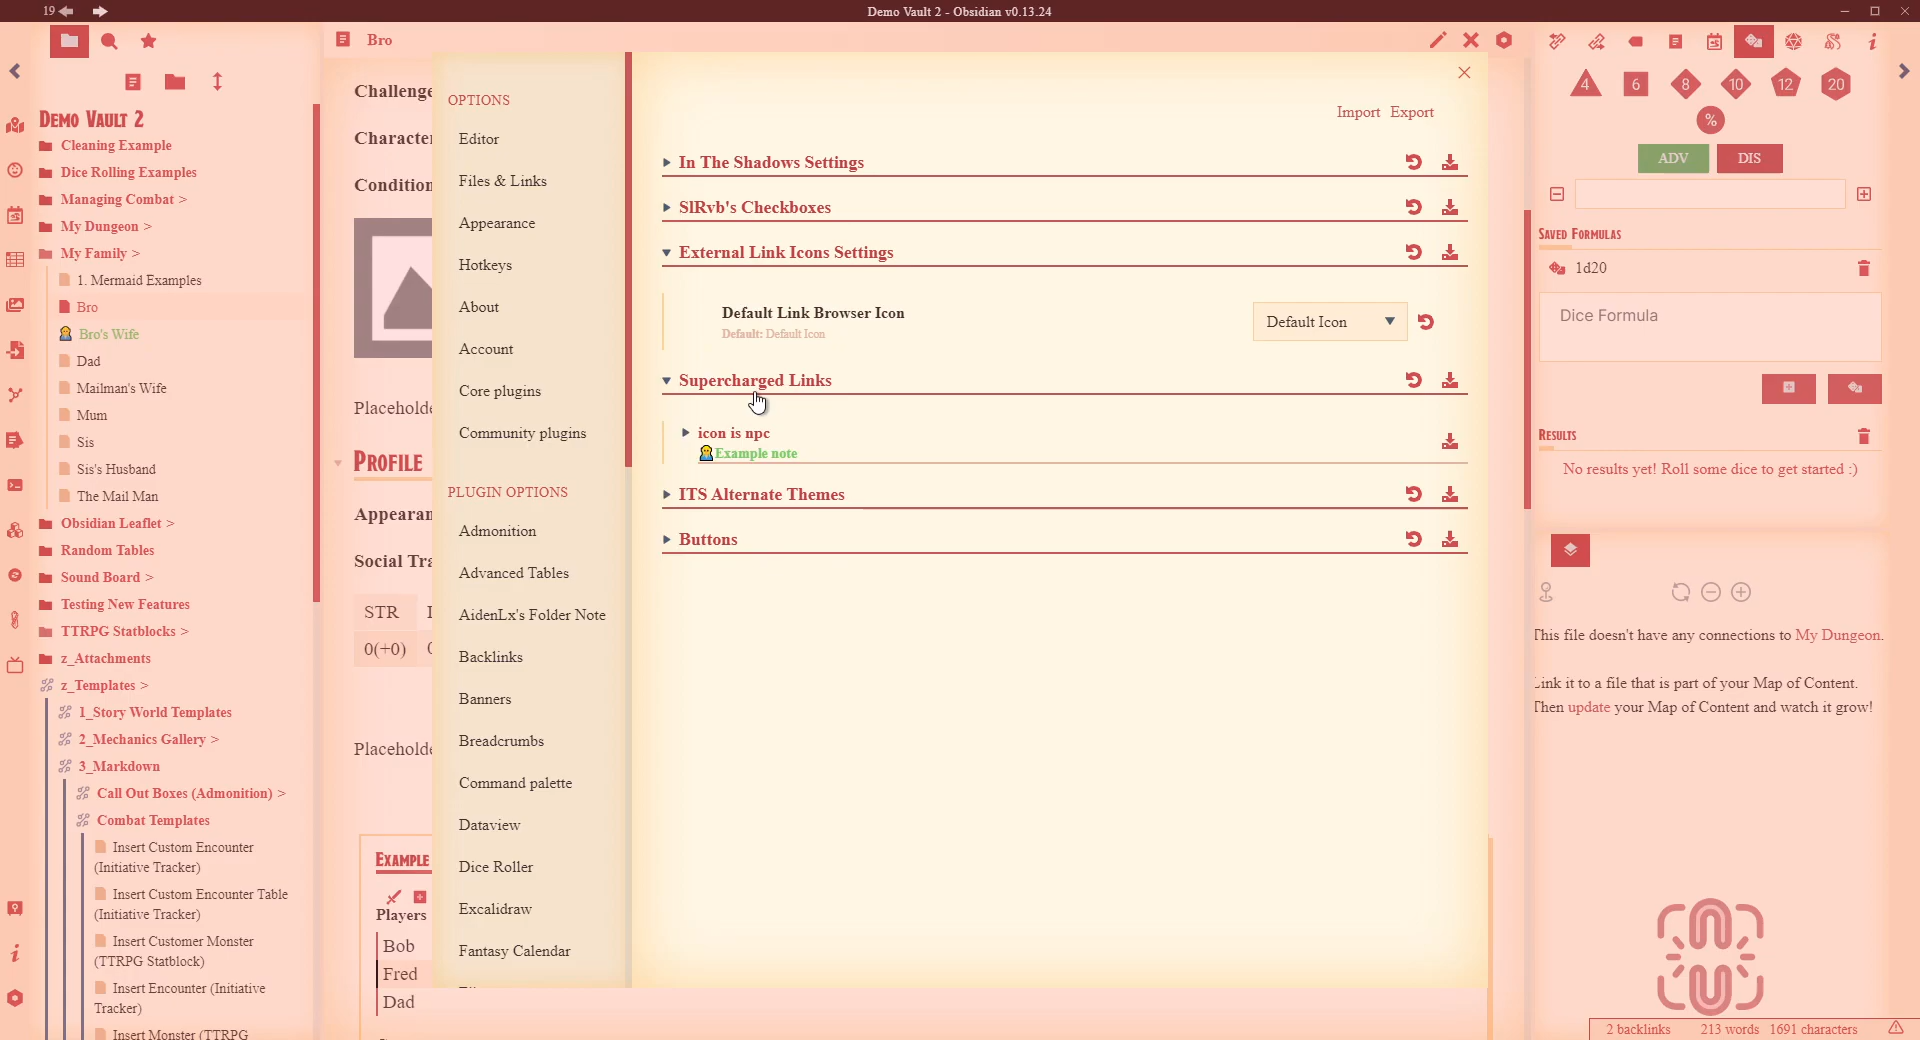 19
Demo Vault 2 - Obsidian v0.13.24
Bro
DEMO VAULT 2
Cleaning Example
Dice Rolling Examples
Managing Combat >
My Dungeon >
My Family >
1. Mermaid Examples
Bro
Bro's Wife
Dad
Mailman's Wife
Mum
Sis
Sis's Husband
The Mail Man
Obsidian Leaflet >
Random Tables
Sound Board >
Testing New Features
TTRPG Statblocks >
z_Attachments
z_Templates >
1_Story World Templates
2_Mechanics Gallery >
3_Markdown
Call Out Boxes (Admonition) >
Combat Templates
Insert Custom Encounter
(Initiative Tracker)
Insert Custom Encounter Table
(Initiative Tracker)
Insert Customer Monster
(TTRPG Statblock)
Insert Encounter (Initiative
Tracker)
Insert Monster (TTRPG
Challenge
Character
Condition
Placeholde
PROFILE
Appearan
Social Tra
STR
0(+0)
Placeholde
EXAMPLE
Players
Bob
Fred
Dad
OPTIONS
Editor
Files & Links
Appearance
Hotkeys
About
Account
Core plugins
Community plugins
PLUGIN OPTIONS
Admonition
Advanced Tables
AidenLx's Folder Note
Backlinks
Banners
Breadcrumbs
Command palette
Dataview
Dice Roller
Excalidraw
Fantasy Calendar
Import Export
In The Shadows Settings
SlRvb's Checkboxes
External Link Icons Settings
Default Link Browser Icon
Default: Default Icon
Default Icon
Supercharged Links
icon is npc
Example note
ITS Alternate Themes
Buttons
4 6 8 10 12 20
%
ADV DIS
SAVED FORMULAS
1d20
Dice Formula
RESULTS
No results yet! Roll some dice to get started :)
This file doesn't have any connections to My Dungeon.
Link it to a file that is part of your Map of Content.
Then update your Map of Content and watch it grow!
2 backlinks 213 words 1691 characters